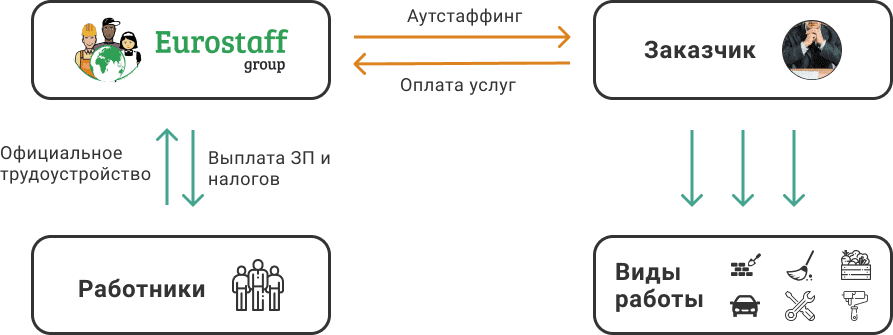 Eurostaff
group
Аутстаффинг
Оплата услуг
Заказчик
Официальное
трудоустройство
Выплата ЗП и
налогов
Работники
Виды
работы